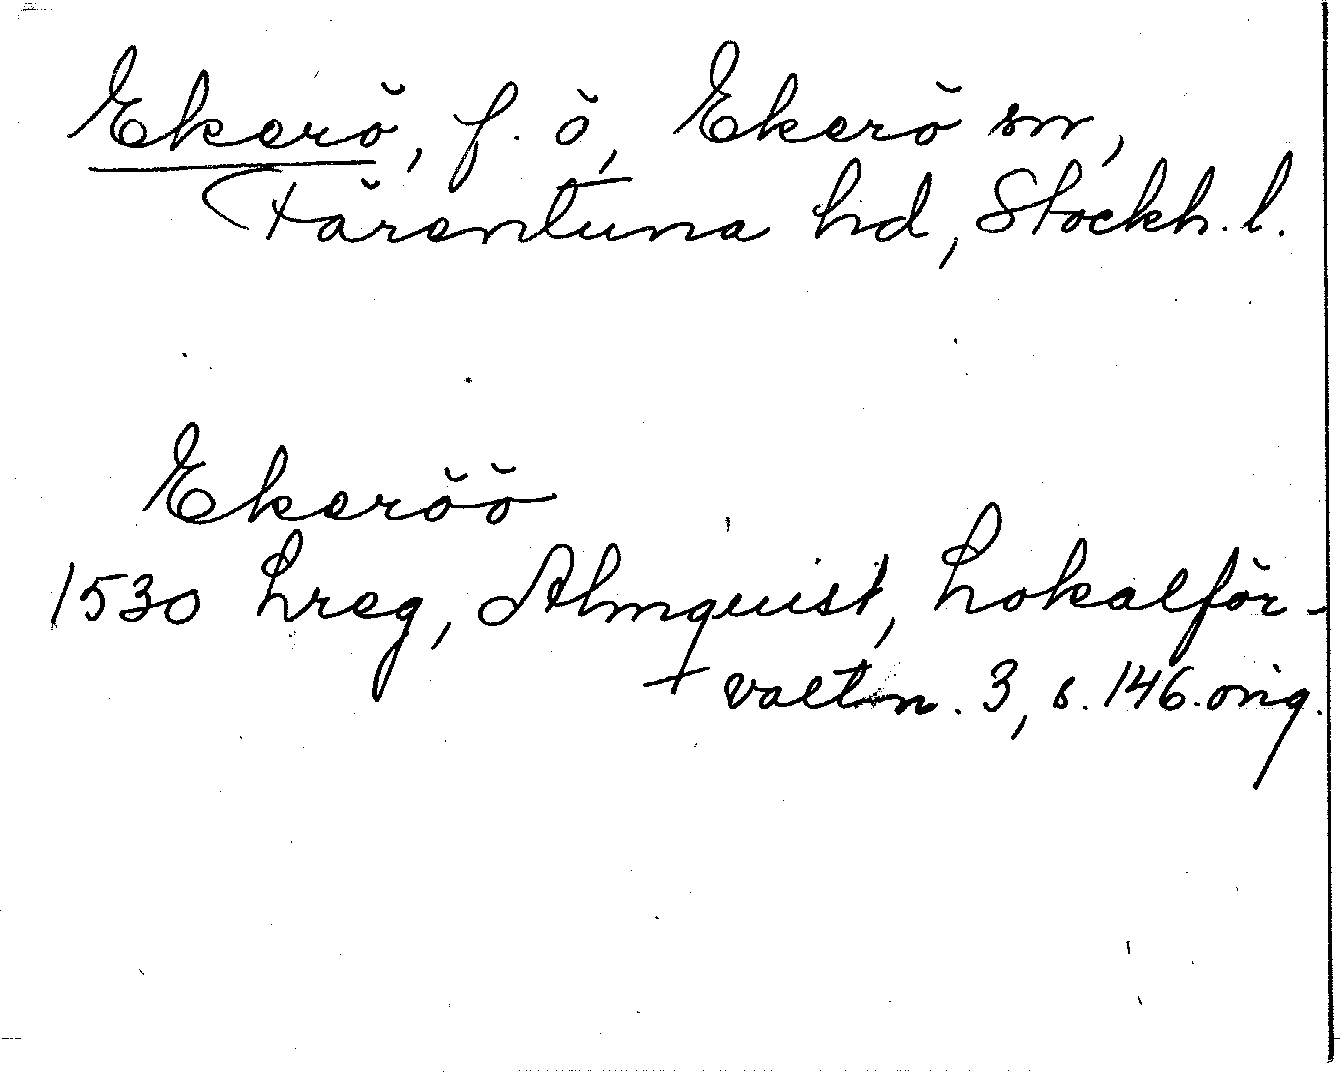 Ekerö, f. ö, Ekerö sn,
Färentuna hd, Stockh. l.
Ekeröö
1530 Lreg, Almquist, Lokalför-
valtn. 3, s. 146. orig.